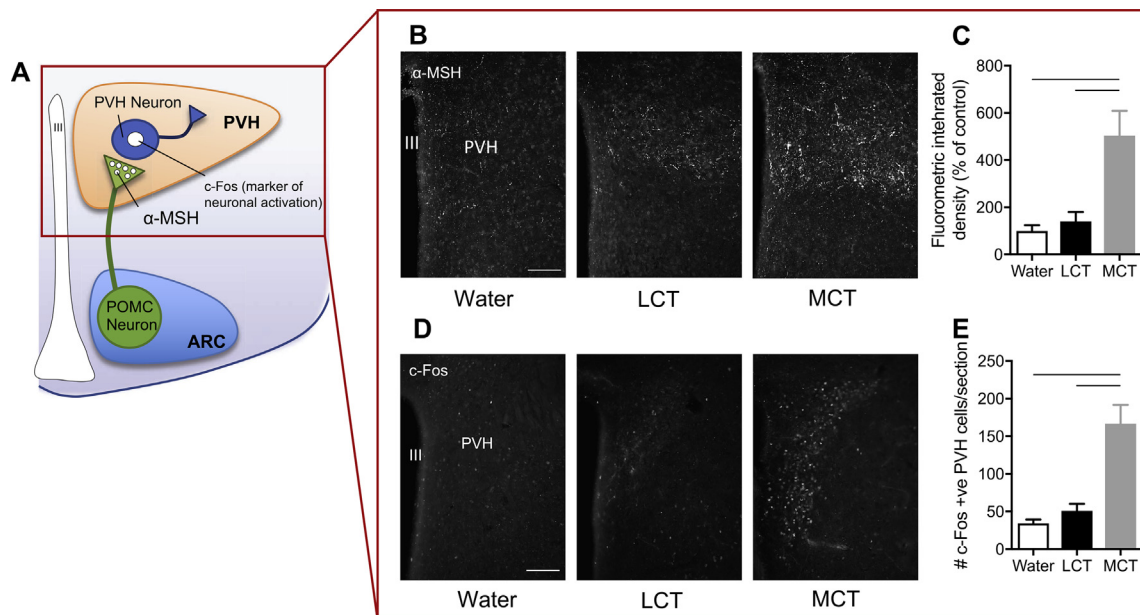 A
III
PVH Neuron
PVH
c-Fos (marker of
neuronal activation)
α-MSH
POMC
Neuron
ARC
B
α-MSH
III
PVH
Water
LCT
MCT
C
Fluorometric intehrated
density (% of control)
800
600
400
200
0
Water
LCT
MCT
D
c-Fos
III
PVH
Water
LCT
MCT
E
# c-Fos +ve PVH cells/section
250
200
150
100
50
0
Water
LCT
MCT